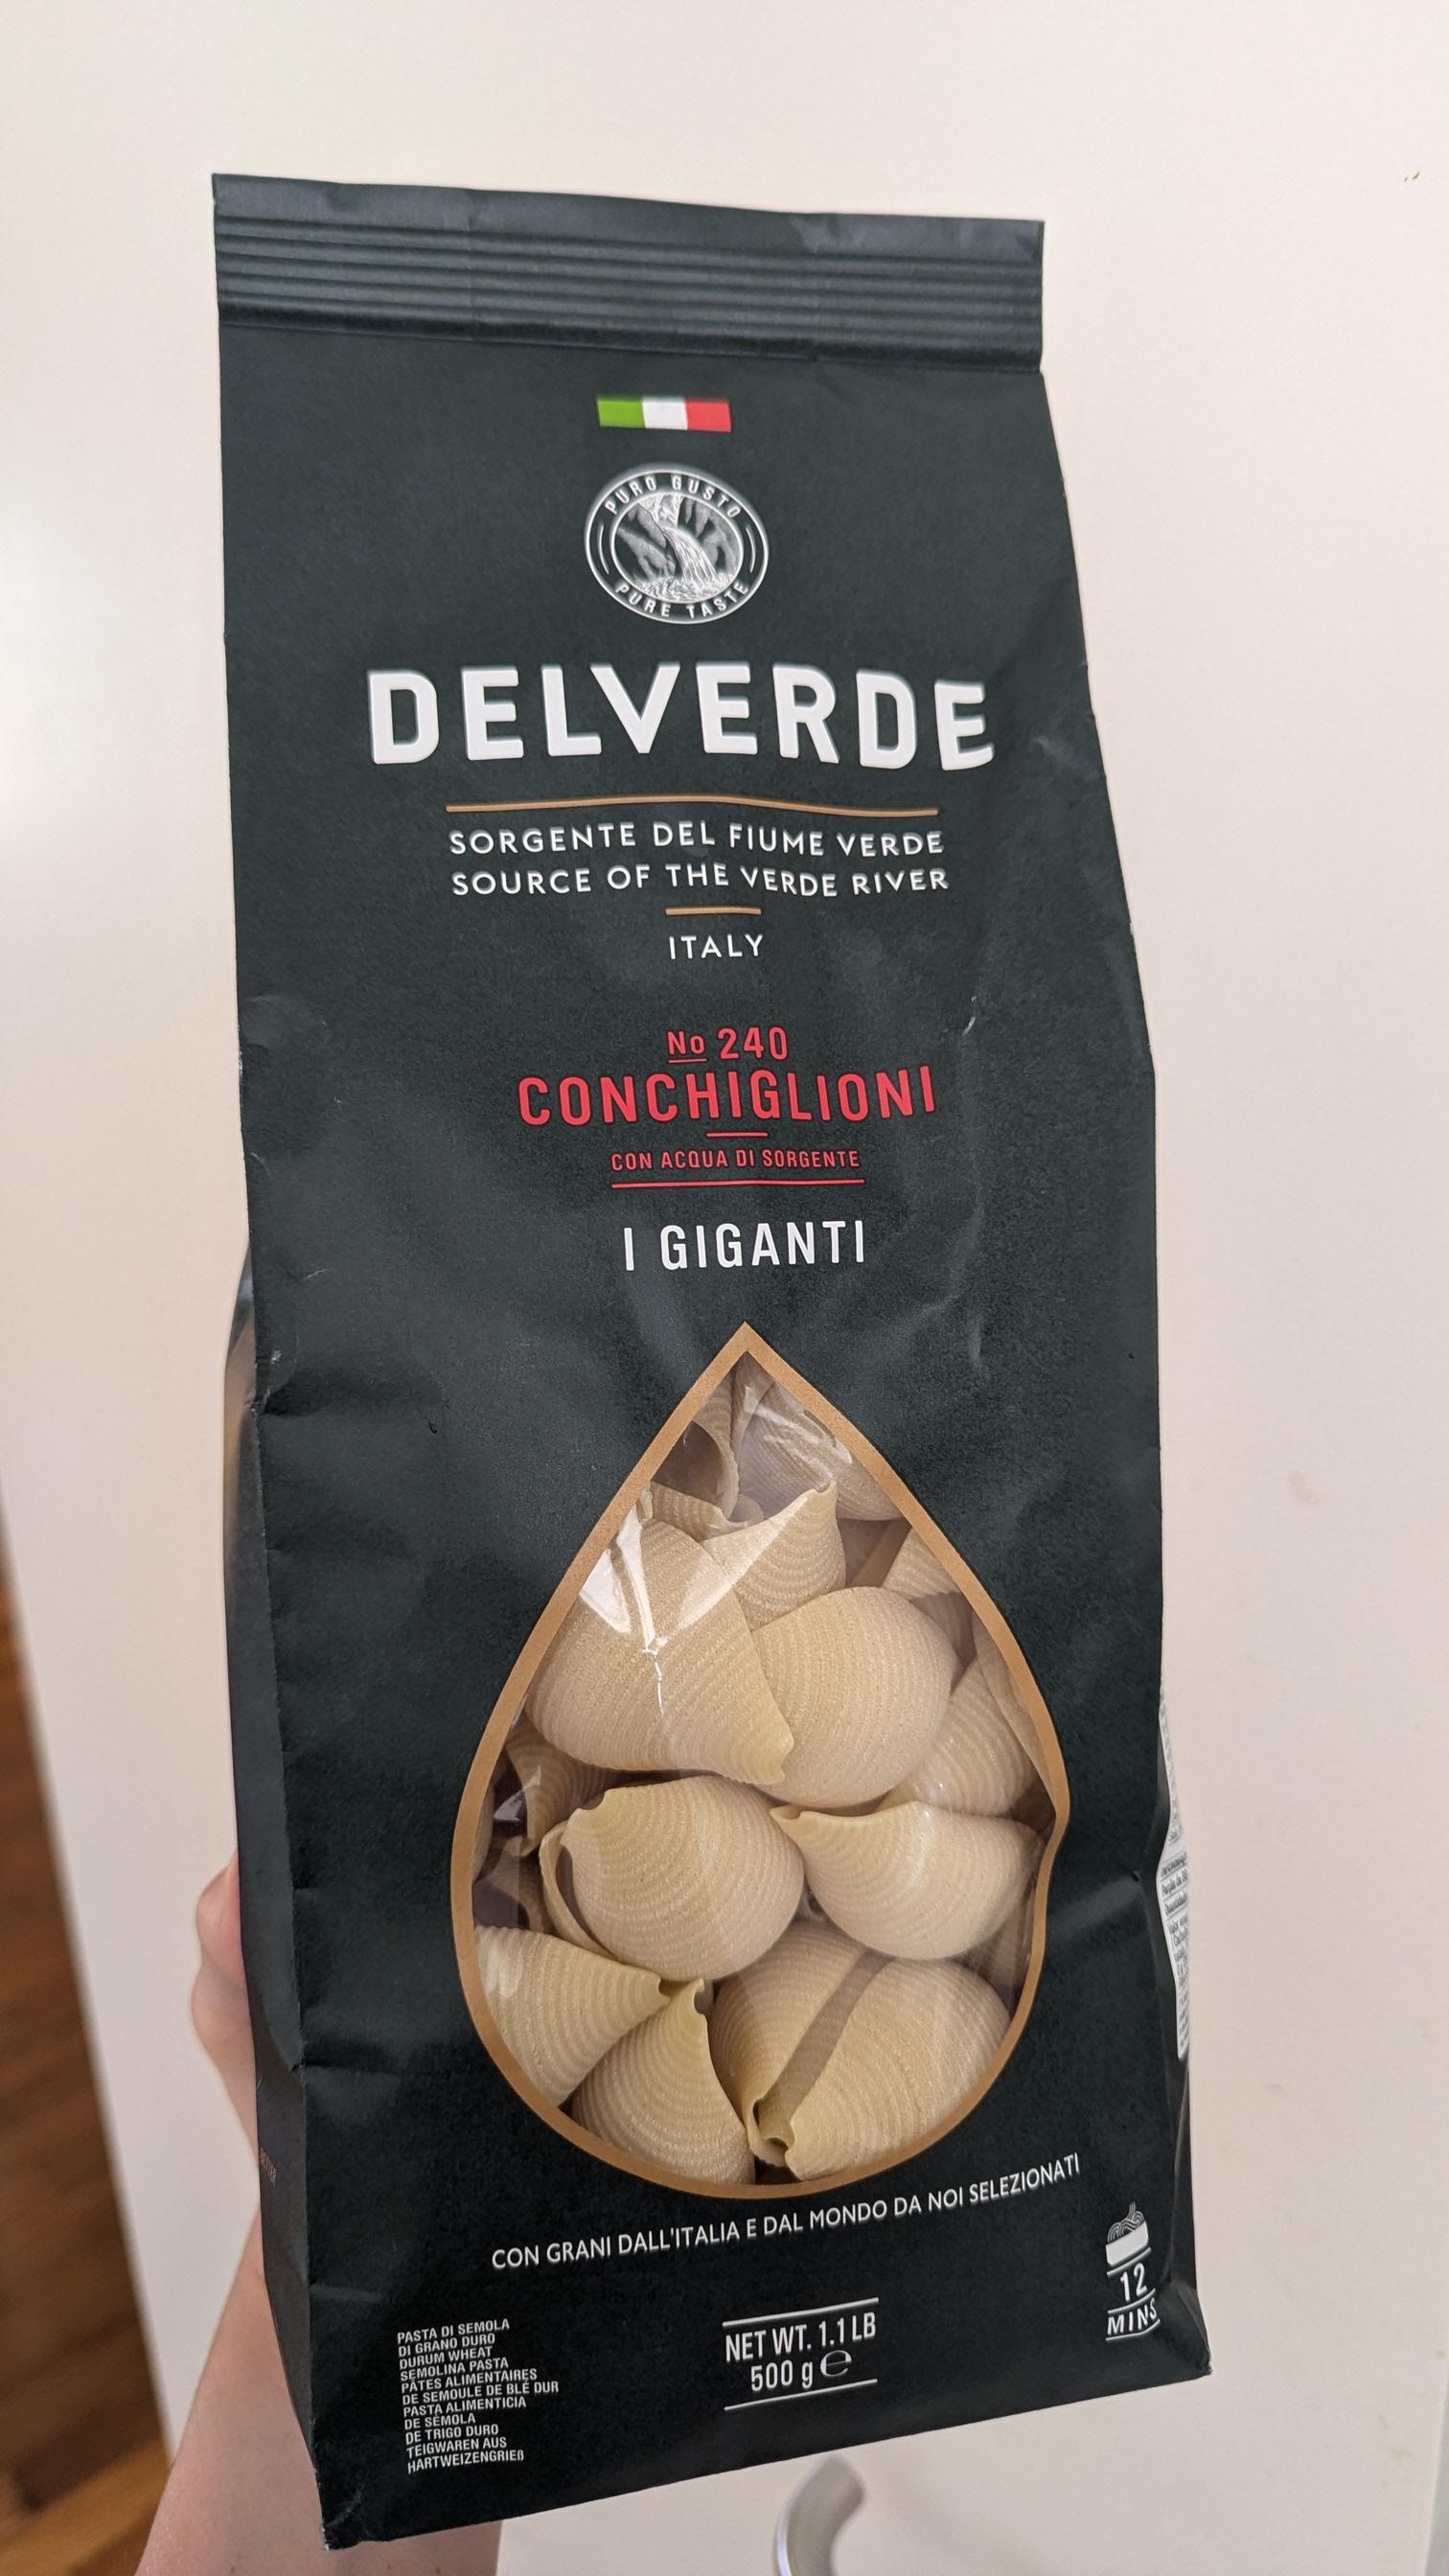 PURO GUSTO
PURE TASTE
DELVERDE
SORGENTE DEL FIUME VERDE
SOURCE OF THE VERDE RIVER
ITALY
No 240
CONCHIGLIONI
CON ACQUA DI SORGENTE
I GIGANTI
CON GRANI DALL'ITALIA E DAL MONDO DA NOI SELEZIONATI
12
MINS
NET WT. 1.1 LB
500 g ℮
PASTA DI SEMOLA
DI GRANO DURO
DURUM WHEAT
SEMOLINA PASTA
PÂTES ALIMENTAIRES
DE SEMOULE DE BLÉ DUR
PASTA ALIMENTICIA
DE SÉMOLA
DE TRIGO DURO
TEIGWAREN AUS
HARTWEIZENGRIEß